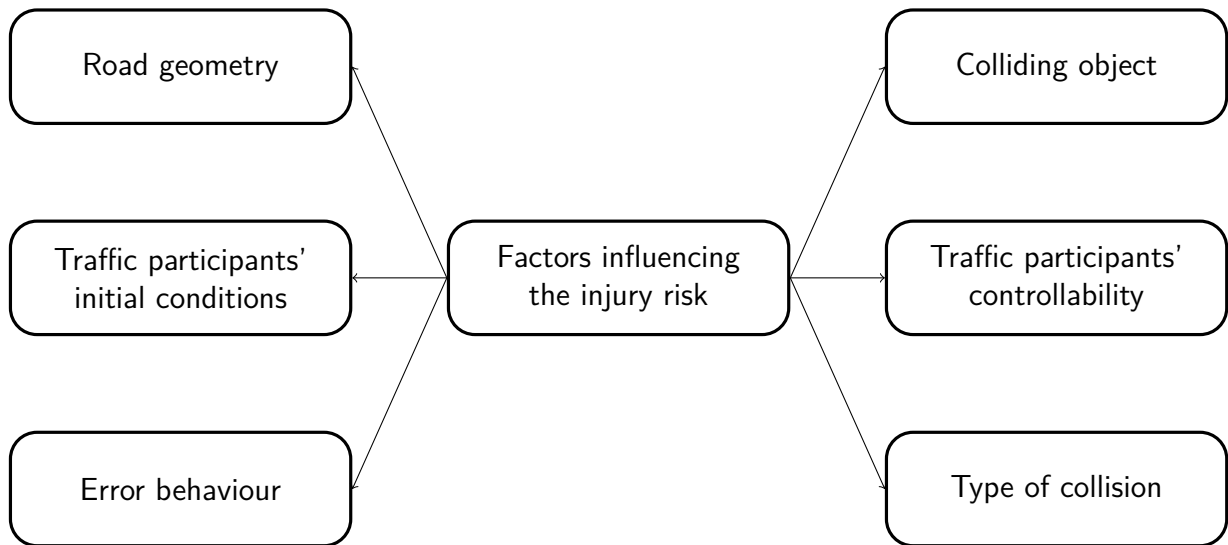 Road geometry
Colliding object
Traffic participants'
initial conditions
Factors influencing
the injury risk
Traffic participants'
controllability
Error behaviour
Type of collision